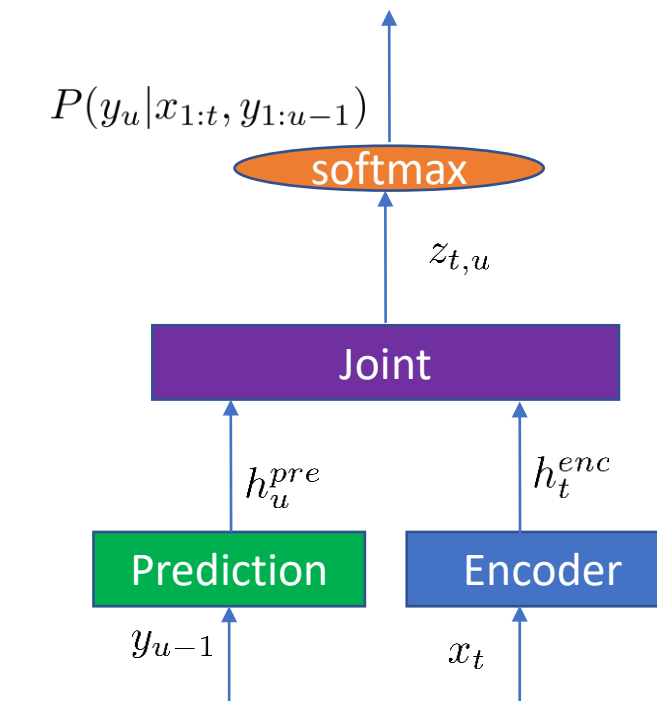 P(y_u|x_{1:t}, y_{1:u-1})
softmax
z_{t,u}
Joint
h_u^{pre}
h_t^{enc}
Prediction
Encoder
y_{u-1}
x_t